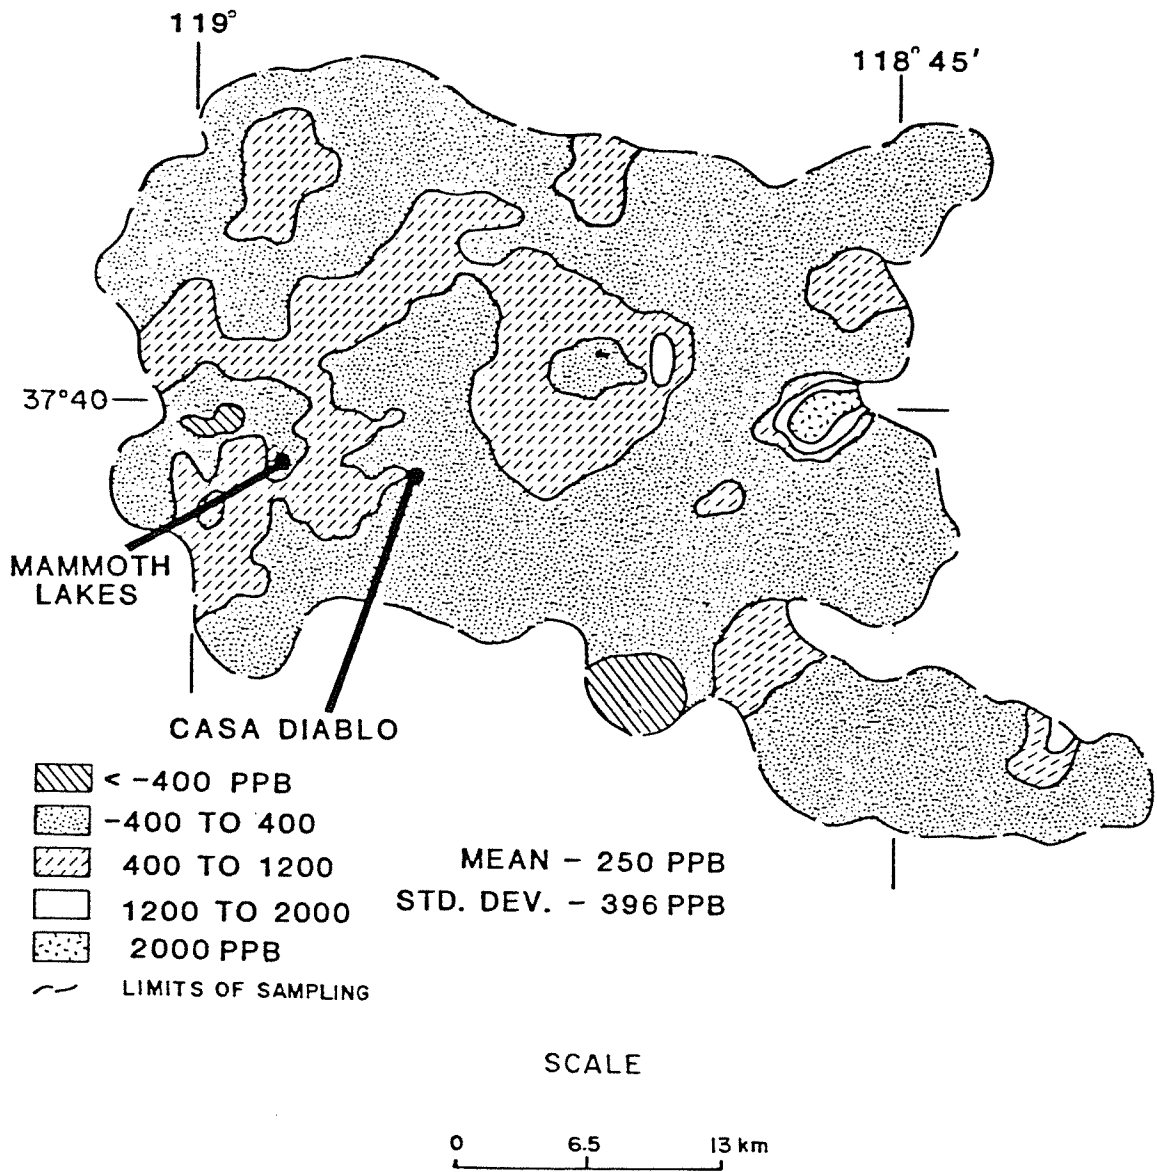 119°
118° 45'
37°40
MAMMOTH
LAKES
CASA DIABLO
< -400 PPB
-400 TO 400
400 TO 1200
1200 TO 2000
2000 PPB
LIMITS OF SAMPLING
MEAN - 250 PPB
STD. DEV. - 396 PPB
SCALE
0 6.5 13 km